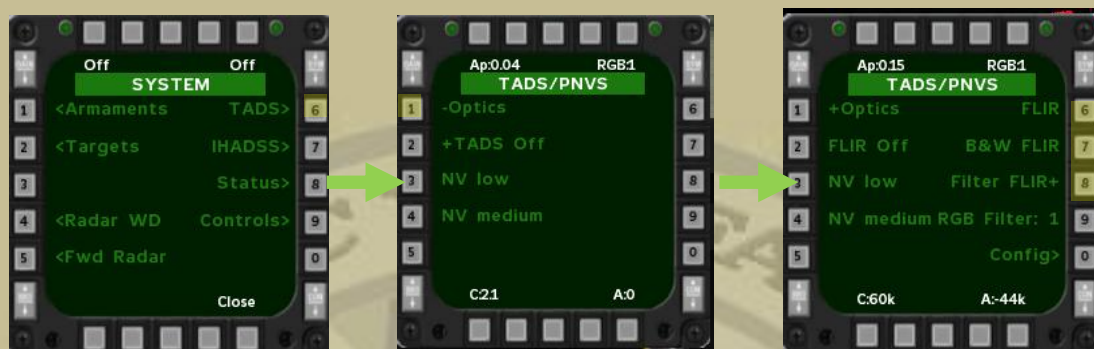 Off Off
SYSTEM
1 <Armaments TADS> 6
2 <Targets IHADSS> 7
3 Status> 8
4 <Radar WD Controls> 9
5 <Fwd Radar 0
Close
Ap:0.04 RGB:1
TADS/PNVS
1 -Optics 6
2 +TADS Off 7
3 NV low 8
4 NV medium 9
5 0
C:2.1 A:0
Ap:0.15 RGB:1
TADS/PNVS
1 +Optics FLIR 6
2 FLIR Off B&W FLIR 7
3 NV low Filter FLIR+ 8
4 NV medium RGB Filter: 1 9
5 Config> 0
C:60k A:-44k